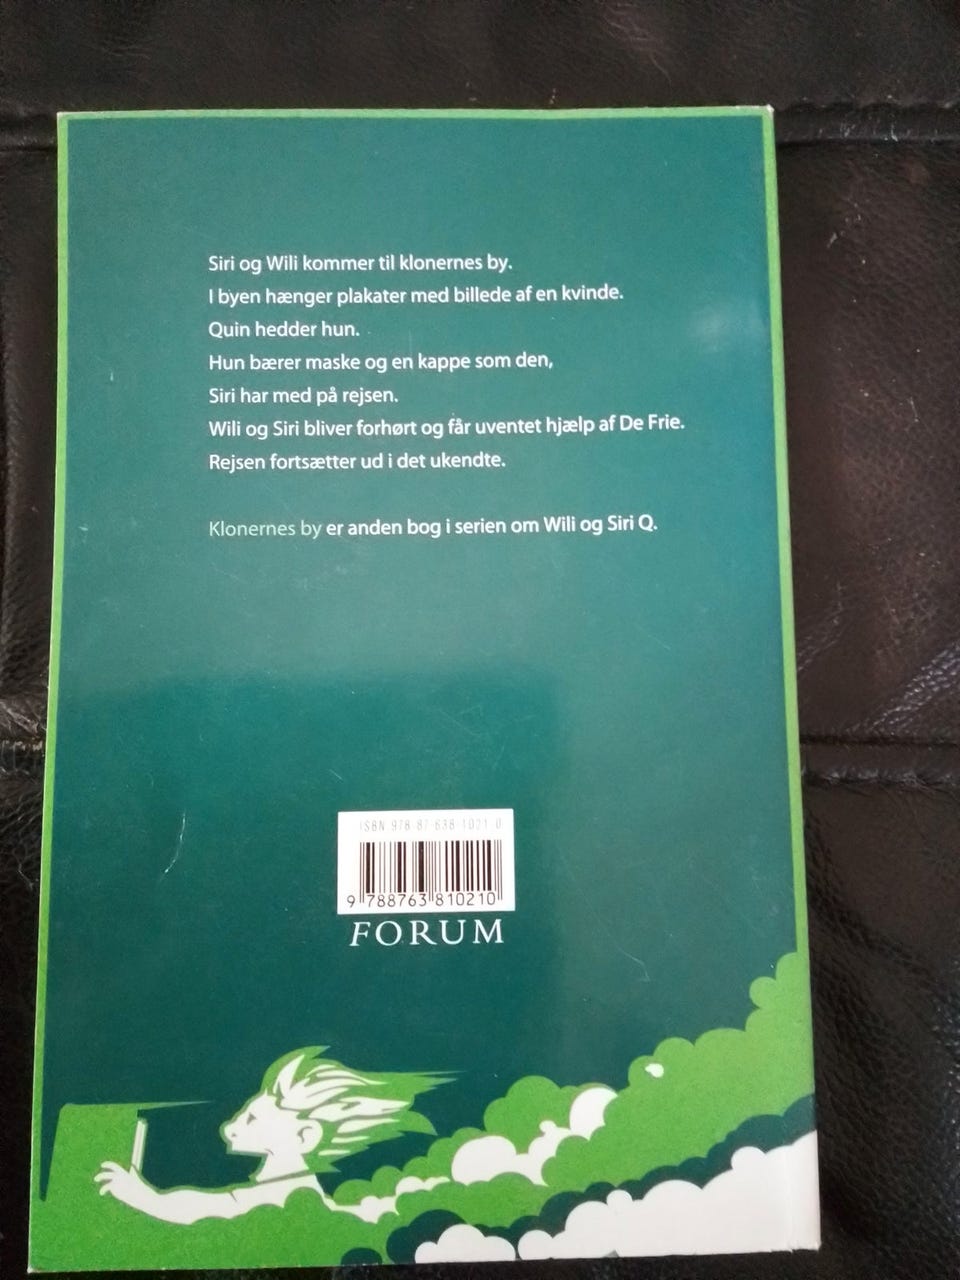 Siri og Wili kommer til klonernes by.
I byen hænger plakater med billede af en kvinde.
Quin hedder hun.
Hun bærer maske og en kappe som den,
Siri har med på rejsen.
Wili og Siri bliver forhørt og får uventet hjælp af De Frie.
Rejsen fortsætter ud i det ukendte.
Klonernes by er anden bog i serien om Wili og Siri Q.
ISBN 978-87-638-1021-0
9 788763 810210
FORUM